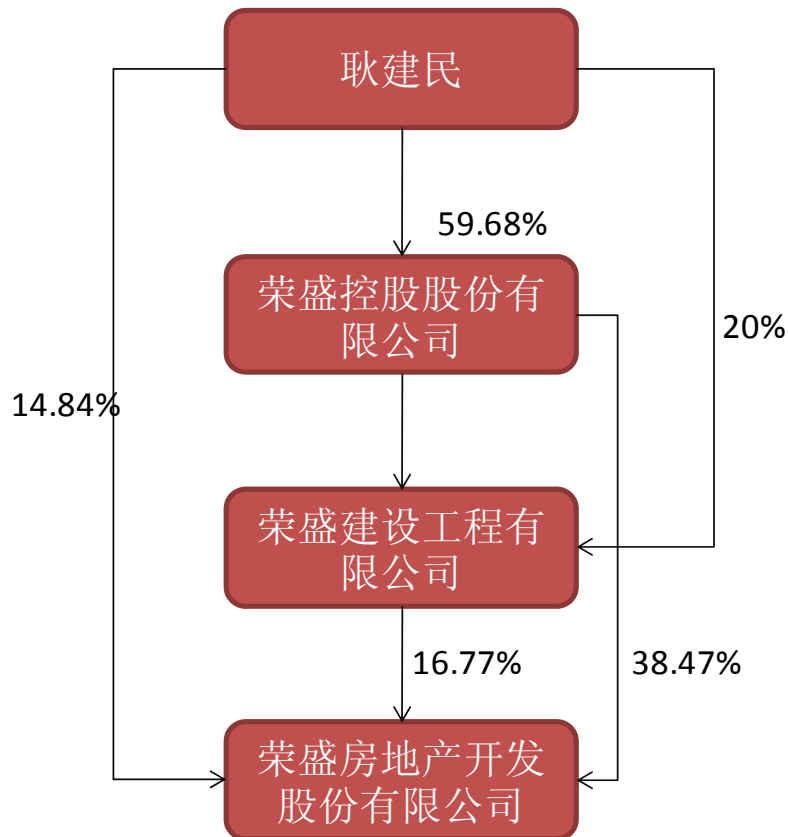 耿建民
59.68%
荣盛控股股份有
限公司
20%
14.84%
荣盛建设工程有
限公司
16.77%
38.47%
荣盛房地产开发
股份有限公司